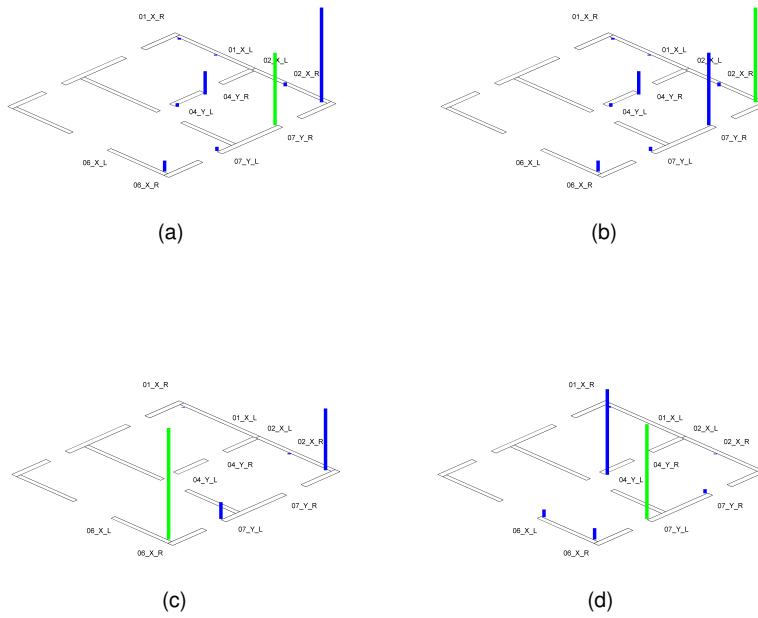 01_X_R
01_X_L
02_X_L
02_X_R
04_Y_R
04_Y_L
07_Y_R
07_Y_L
06_X_L
06_X_R
(a)
01_X_R
01_X_L
02_X_L
02_X_R
04_Y_R
04_Y_L
07_Y_R
07_Y_L
06_X_L
06_X_R
(b)
01_X_R
01_X_L
02_X_L
02_X_R
04_Y_R
04_Y_L
07_Y_R
07_Y_L
06_X_L
06_X_R
(c)
01_X_R
01_X_L
02_X_L
02_X_R
04_Y_R
04_Y_L
07_Y_R
07_Y_L
06_X_L
06_X_R
(d)